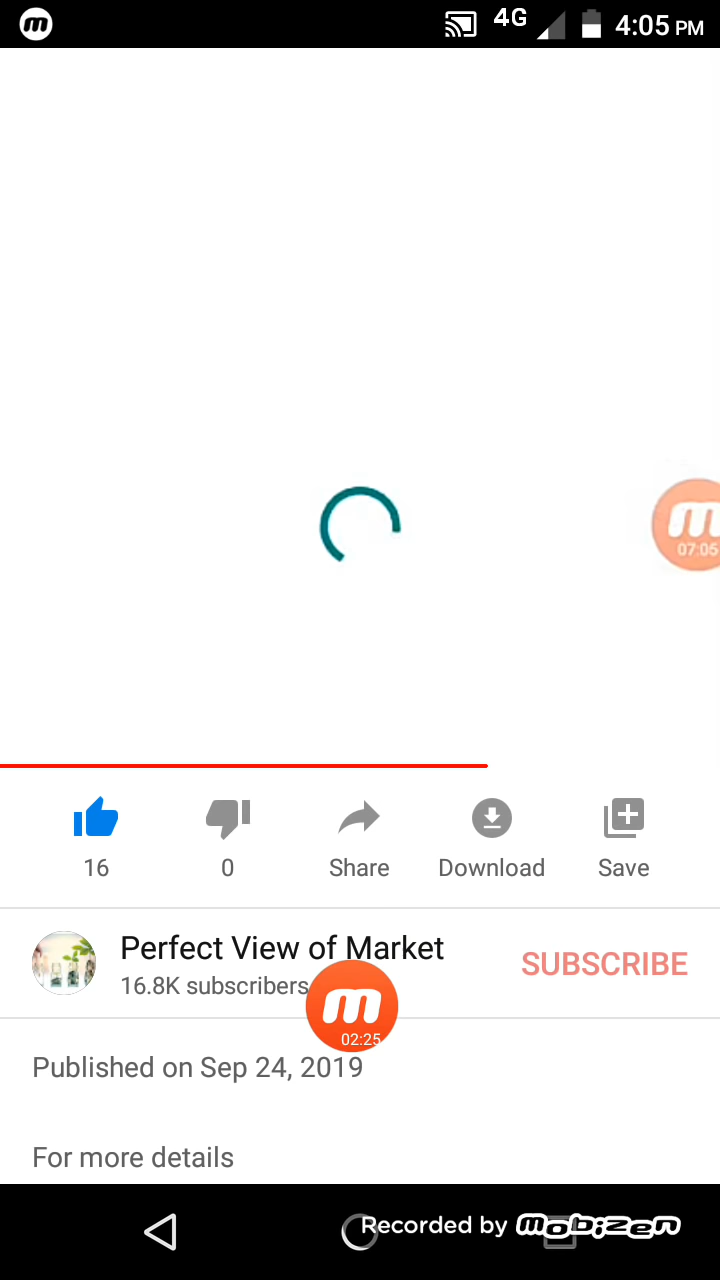 m 4G 4:05 PM
m
07:05
16 0 Share Download Save
Perfect View of Market
16.8K subscribers
SUBSCRIBE
m
02:25
Published on Sep 24, 2019
For more details
Recorded by mobizen